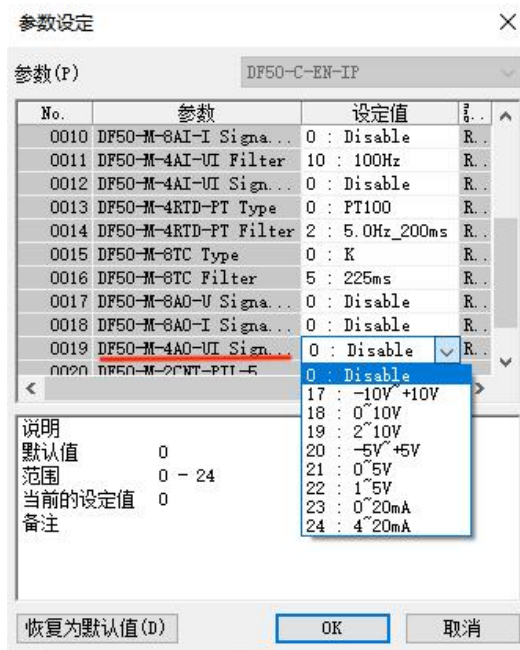 参数设定
参数(P) DF50-C-EN-IP
No. 参数 设定值
0010 DF50-M-8AI-I Signa... 0 : Disable R..
0011 DF50-M-4AI-UI Filter 10 : 100Hz R..
0012 DF50-M-4AI-UI Sign... 0 : Disable R..
0013 DF50-M-4RTD-PT Type 0 : PT100 R..
0014 DF50-M-4RTD-PT Filter 2 : 5.0Hz_200ms R..
0015 DF50-M-8TC Type 0 : K R..
0016 DF50-M-8TC Filter 5 : 225ms R..
0017 DF50-M-8AO-U Signa... 0 : Disable R..
0018 DF50-M-8AO-I Signa... 0 : Disable R..
0019 DF50-M-4AO-UI Sign... 0 : Disable R..
0020 DF50-M-2CNT-PIL-5
0 : Disable
17 : -10V~+10V
18 : 0~10V
19 : 2~10V
20 : -5V~+5V
21 : 0~5V
22 : 1~5V
23 : 0~20mA
24 : 4~20mA
说明
默认值 0
范围 0 - 24
当前的设定值 0
备注
恢复为默认值(D) OK 取消